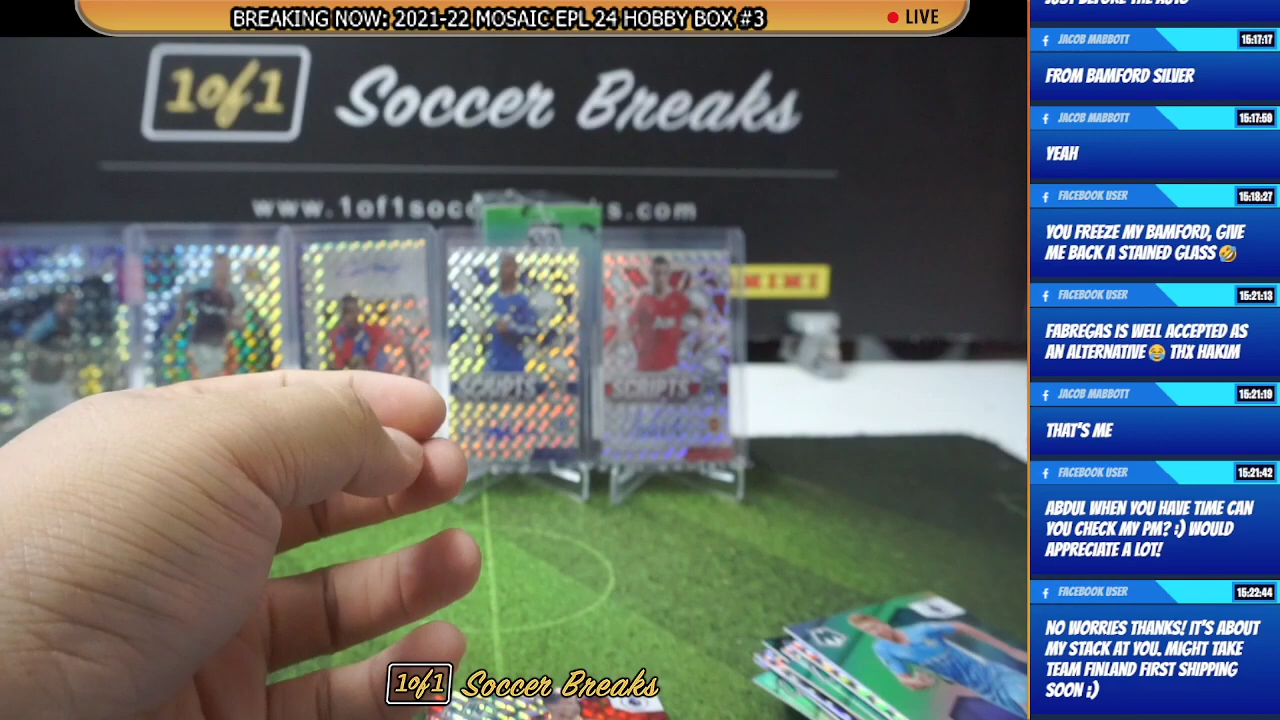 BREAKING NOW: 2021-22 MOSAIC EPL 24 HOBBY BOX #3
LIVE
1of1 Soccer Breaks
SCRIPTS
SCRIPTS
1of1 Soccer Breaks
JACOB MABBOTT 15:17:17
FROM BAMFORD SILVER
JACOB MABBOTT 15:17:59
YEAH
FACEBOOK USER 15:18:27
YOU FREEZE MY BAMFORD, GIVE
ME BACK A STAINED GLASS 🤣
FACEBOOK USER 15:21:13
FABREGAS IS WELL ACCEPTED AS
AN ALTERNATIVE 😂 THX HAKIM
JACOB MABBOTT 15:21:19
THAT'S ME
FACEBOOK USER 15:21:42
ABDUL WHEN YOU HAVE TIME CAN
YOU CHECK MY PM? :) WOULD
APPRECIATE A LOT!
FACEBOOK USER 15:22:44
NO WORRIES THANKS! IT'S ABOUT
MY STACK AT YOU. MIGHT TAKE
TEAM FINLAND FIRST SHIPPING
SOON ;)